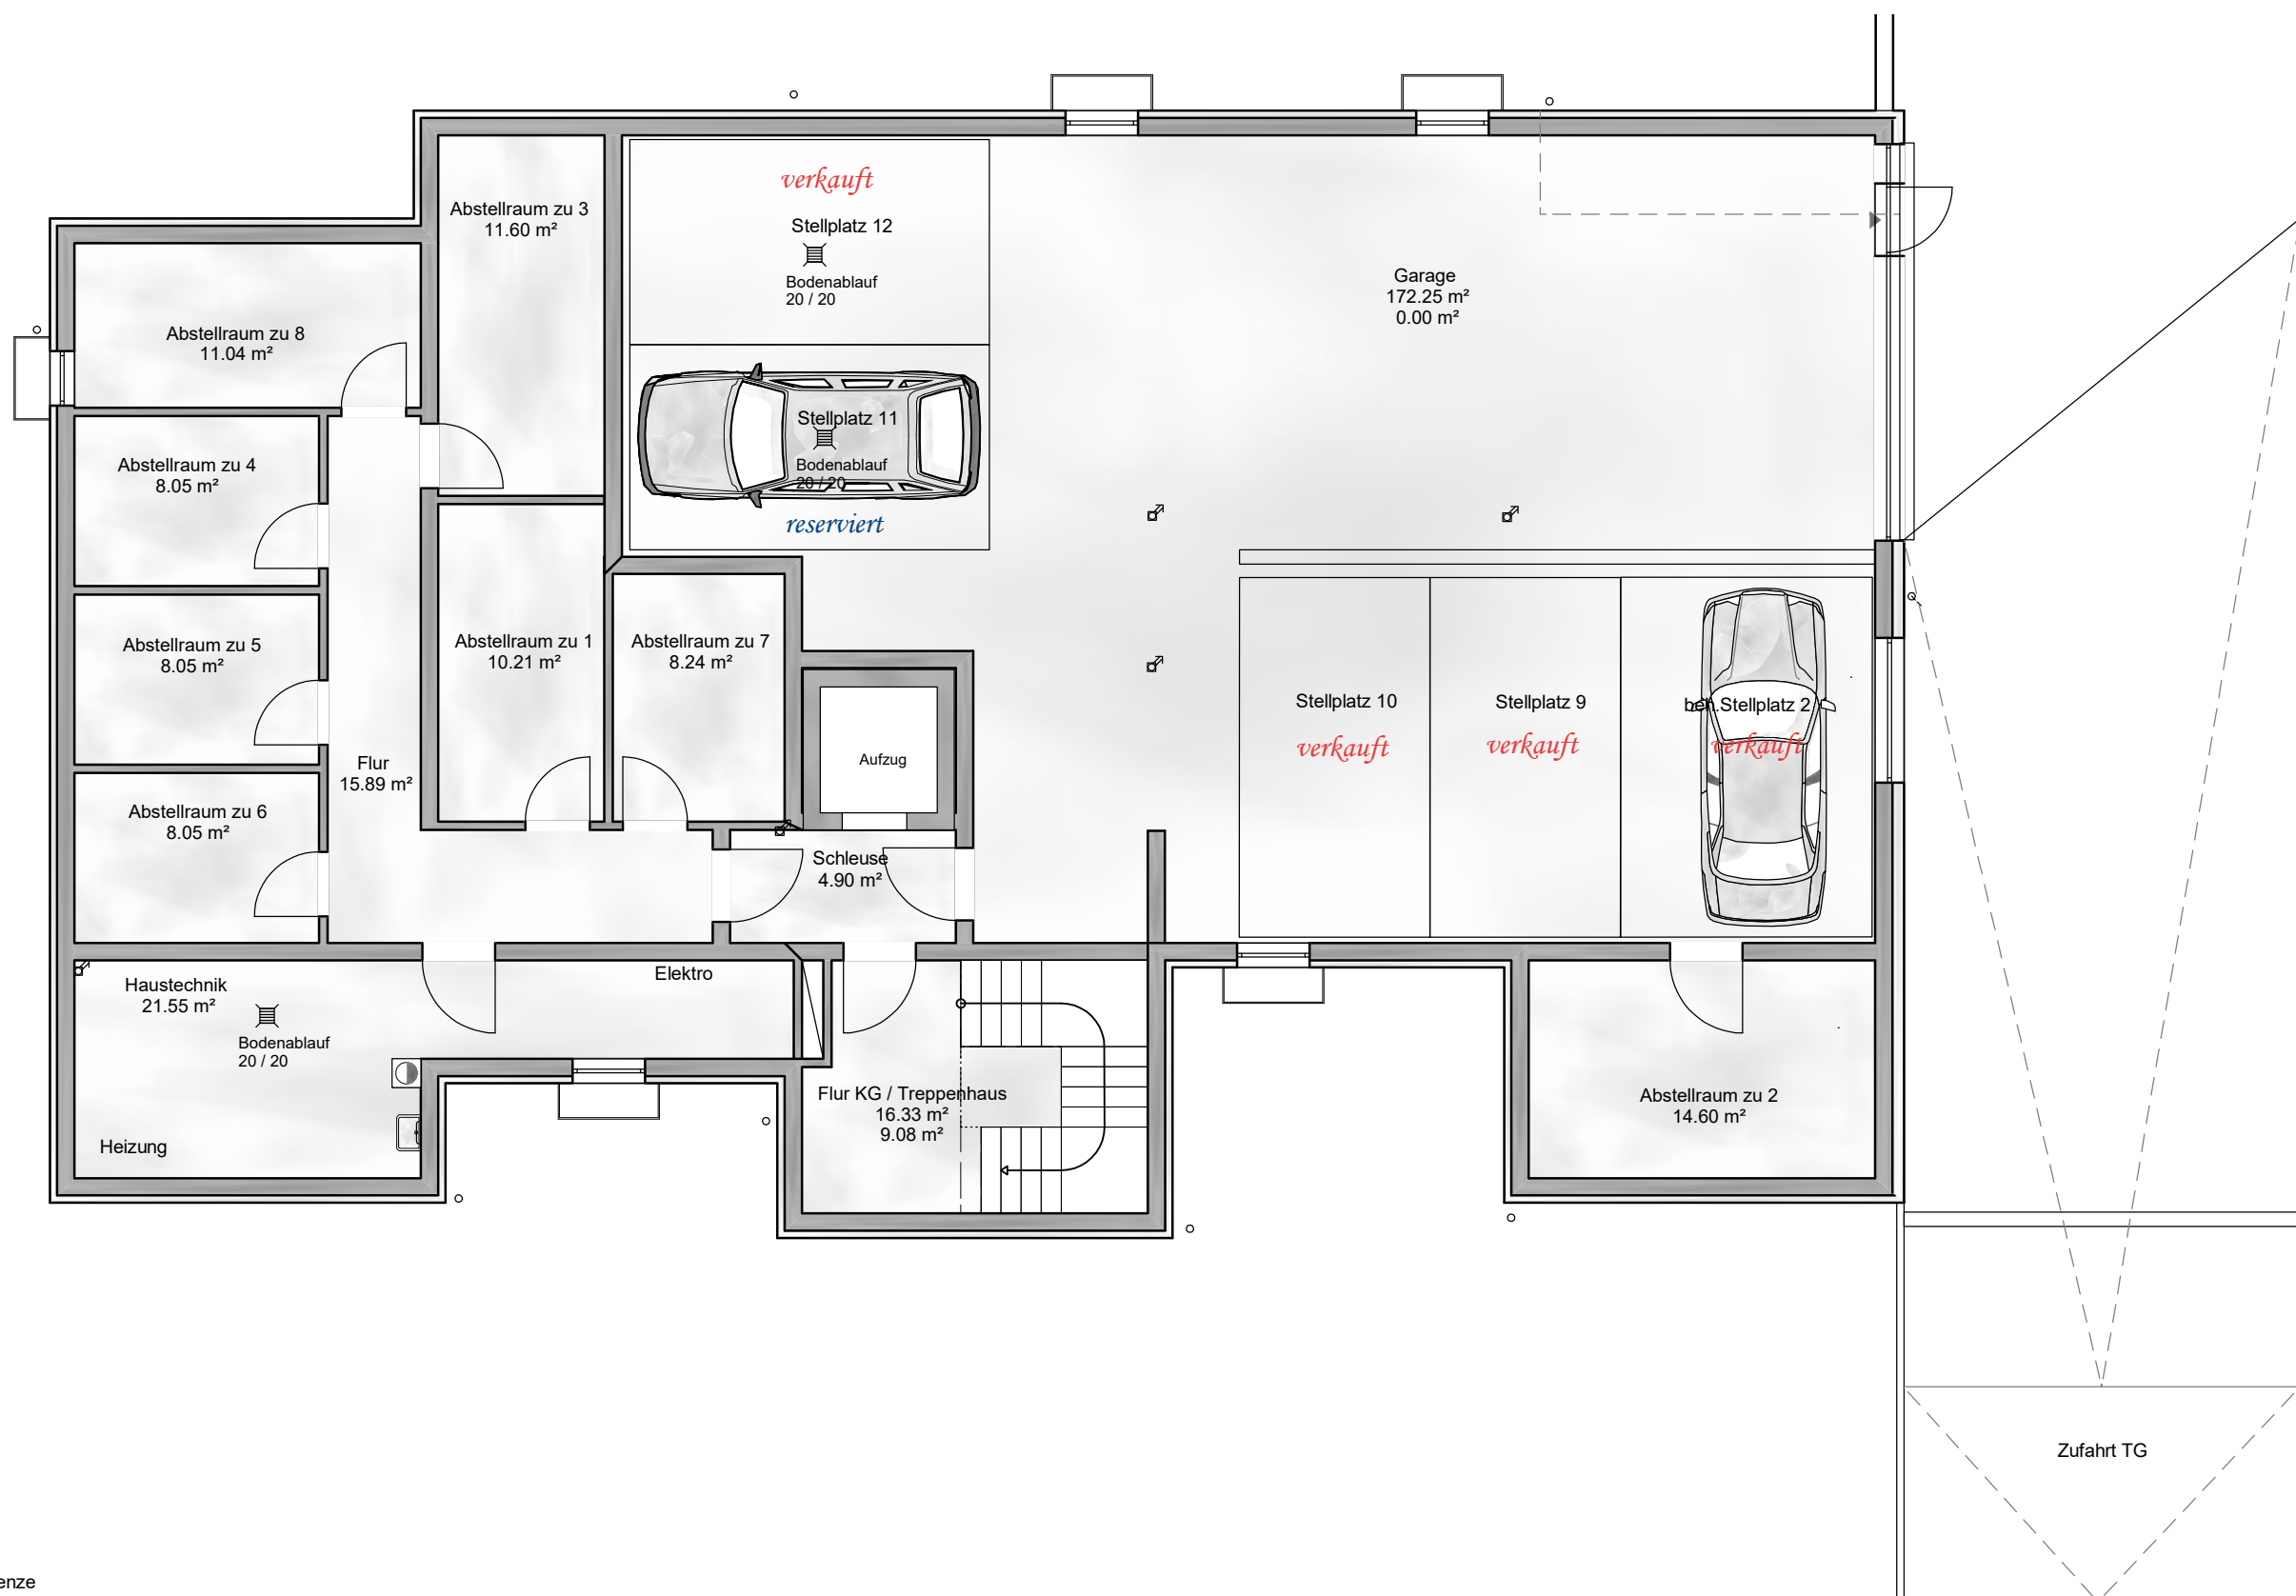 verkauft
Stellplatz 12
Bodenablauf
20 / 20
Abstellraum zu 3
11.60 m²
Garage
172.25 m²
0.00 m²
Abstellraum zu 8
11.04 m²
Stellplatz 11
Bodenablauf
20 / 20
reserviert
Abstellraum zu 4
8.05 m²
Abstellraum zu 5
8.05 m²
Abstellraum zu 1
10.21 m²
Abstellraum zu 7
8.24 m²
Stellplatz 10
verkauft
Stellplatz 9
verkauft
beh.Stellplatz 2
verkauft
Flur
15.89 m²
Aufzug
Abstellraum zu 6
8.05 m²
Schleuse
4.90 m²
Haustechnik
21.55 m²
Elektro
Bodenablauf
20 / 20
Heizung
Flur KG / Treppenhaus
16.33 m²
9.08 m²
Abstellraum zu 2
14.60 m²
Zufahrt TG
enze